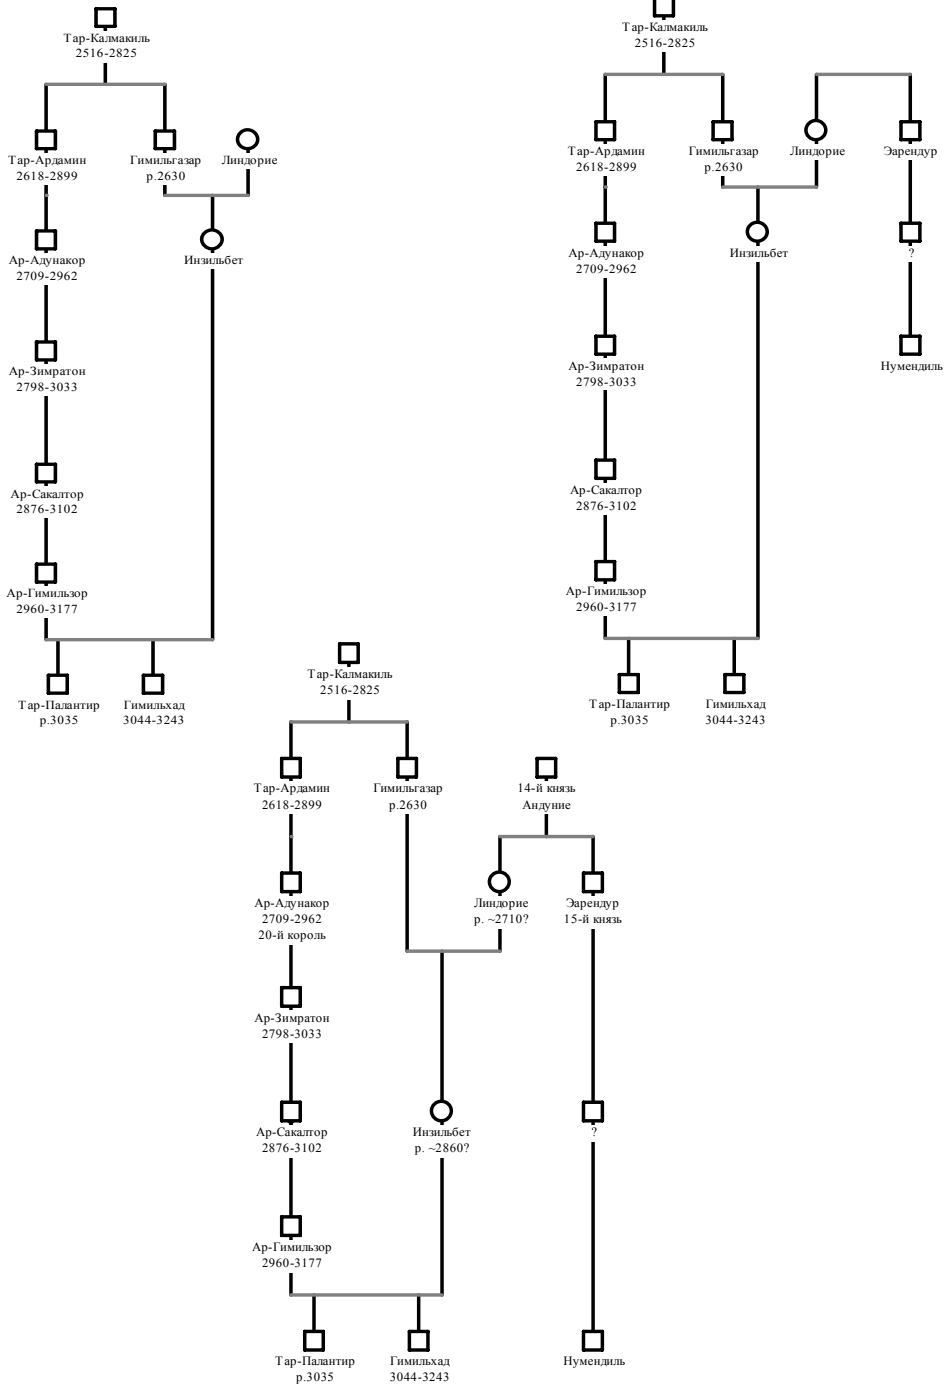 Тар-Калмакиль
2516-2825
Тар-Ардамин
2618-2899
Гимильгазар
р.2630
Линдорие
Ар-Адунакор
2709-2962
Инзильбет
Ар-Зимратон
2798-3033
Ар-Сакалтор
2876-3102
Ар-Гимильзор
2960-3177
Тар-Палантир
р.3035
Гимильхад
3044-3243
Тар-Калмакиль
2516-2825
Тар-Ардамин
2618-2899
Гимильгазар
р.2630
Линдорие
Эарендур
Ар-Адунакор
2709-2962
Инзильбет
?
Ар-Зимратон
2798-3033
Нумендиль
Ар-Сакалтор
2876-3102
Ар-Гимильзор
2960-3177
Тар-Палантир
р.3035
Гимильхад
3044-3243
Тар-Калмакиль
2516-2825
Тар-Ардамин
2618-2899
Гимильгазар
р.2630
14-й князь
Андуние
Ар-Адунакор
2709-2962
20-й король
Линдорие
р. ~2710?
Эарендур
15-й князь
Ар-Зимратон
2798-3033
Ар-Сакалтор
2876-3102
Инзильбет
р. ~2860?
?
Ар-Гимильзор
2960-3177
Тар-Палантир
р.3035
Гимильхад
3044-3243
Нумендиль